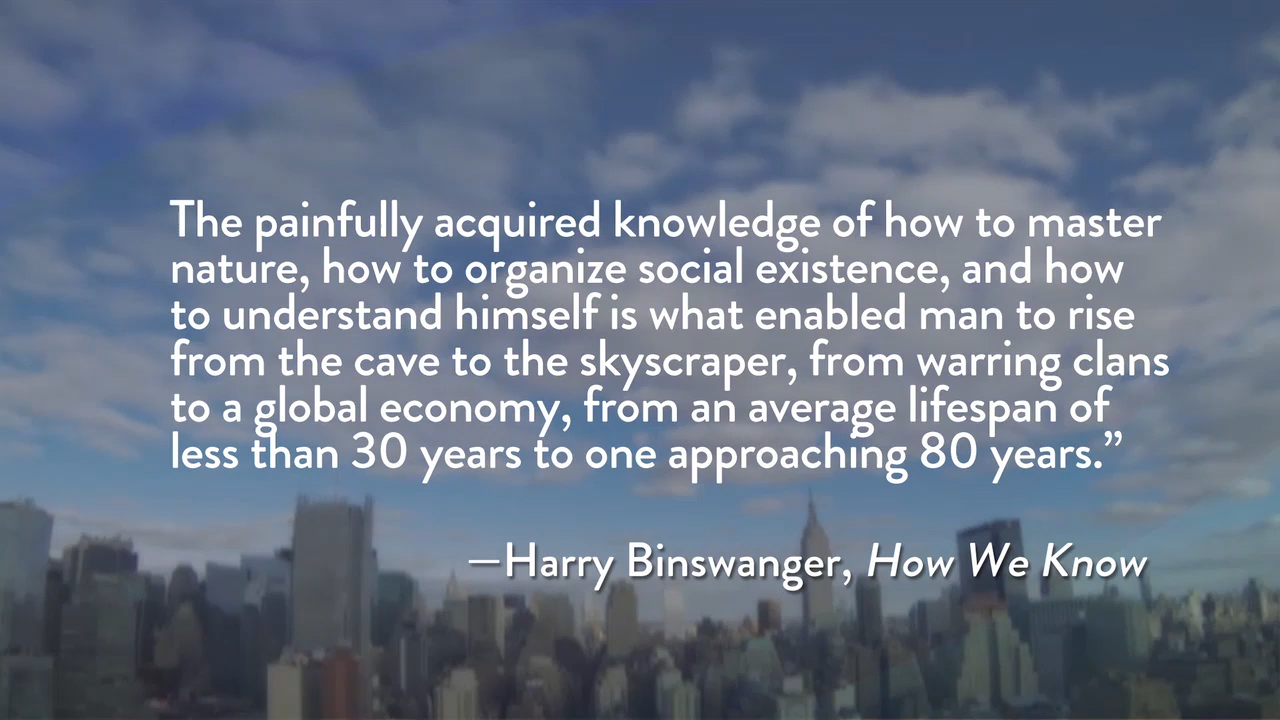 The painfully acquired knowledge of how to master
nature, how to organize social existence, and how
to understand himself is what enabled man to rise
from the cave to the skyscraper, from warring clans
to a global economy, from an average lifespan of
less than 30 years to one approaching 80 years.”
—Harry Binswanger, How We Know